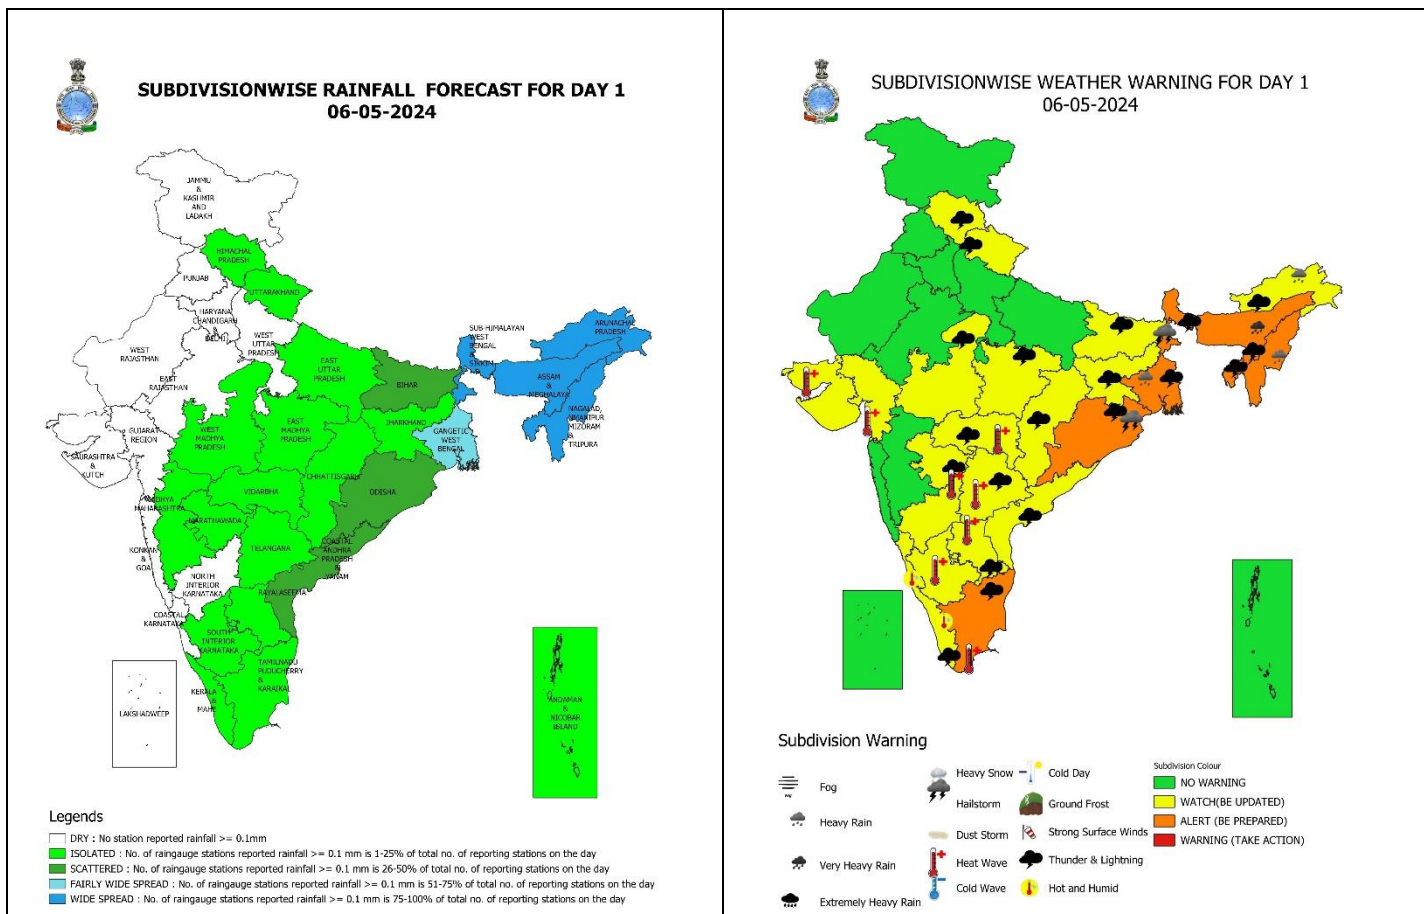 SUBDIVISIONWISE RAINFALL FORECAST FOR DAY 1
06-05-2024
JAMMU
&
KASHMIR
AND
LADAKH
HIMACHAL
PRADESH
PUNJAB
UTTARAKHAND
HARYANA
CHANDIGARH
&
DELHI
WEST
UTTAR
PRADESH
WEST
RAJASTHAN
EAST
RAJASTHAN
EAST
UTTAR
PRADESH
BIHAR
SUB-HIMALAYAN
WEST
BENGAL
&
SIKKIM
ARUNACHAL
PRADESH
ASSAM
&
MEGHALAYA
NAGALAD,
MANIPUR
MIZORAM
&
TRIPURA
GUJARAT
REGION
SAURASHTRA
&
KUTCH
WEST
MADHYA
PRADESH
EAST
MADHYA
PRADESH
JHARKHAND
GANGETIC
WEST
BENGAL
CHHATTISGARH
ODISHA
VIDARBHA
MADHYA
MAHARASHTRA
MARATHAWADA
TELANGANA
COASTAL
ANDHRA
PRADESH
&
YANAM
KONKAN
&
GOA
NORTH
INTERIOR
KARNATAKA
RAYALASEEMA
COASTAL
KARNATAKA
SOUTH
INTERIOR
KARNATAKA
TAMILNADU
PUDUCHERRY
&
KARAIKAL
KERALA
&
MAHE
LAKSHADWEEP
ANDAMAN
&
NICOBAR
ISLAND
Legends
DRY : No station reported rainfall >= 0.1mm
ISOLATED : No. of raingauge stations reported rainfall >= 0.1 mm is 1-25% of total no. of reporting stations on the day
SCATTERED : No. of raingauge stations reported rainfall >= 0.1 mm is 26-50% of total no. of reporting stations on the day
FAIRLY WIDE SPREAD : No. of raingauge stations reported rainfall >= 0.1 mm is 51-75% of total no. of reporting stations on the day
WIDE SPREAD : No. of raingauge stations reported rainfall >= 0.1 mm is 75-100% of total no. of reporting stations on the day
SUBDIVISIONWISE WEATHER WARNING FOR DAY 1
06-05-2024
Subdivision Warning
Fog
Heavy Rain
Very Heavy Rain
Extremely Heavy Rain
Heavy Snow
Hailstorm
Dust Storm
Heat Wave
Cold Wave
Cold Day
Ground Frost
Strong Surface Winds
Thunder & Lightning
Hot and Humid
Subdivision Colour
NO WARNING
WATCH(BE UPDATED)
ALERT (BE PREPARED)
WARNING (TAKE ACTION)